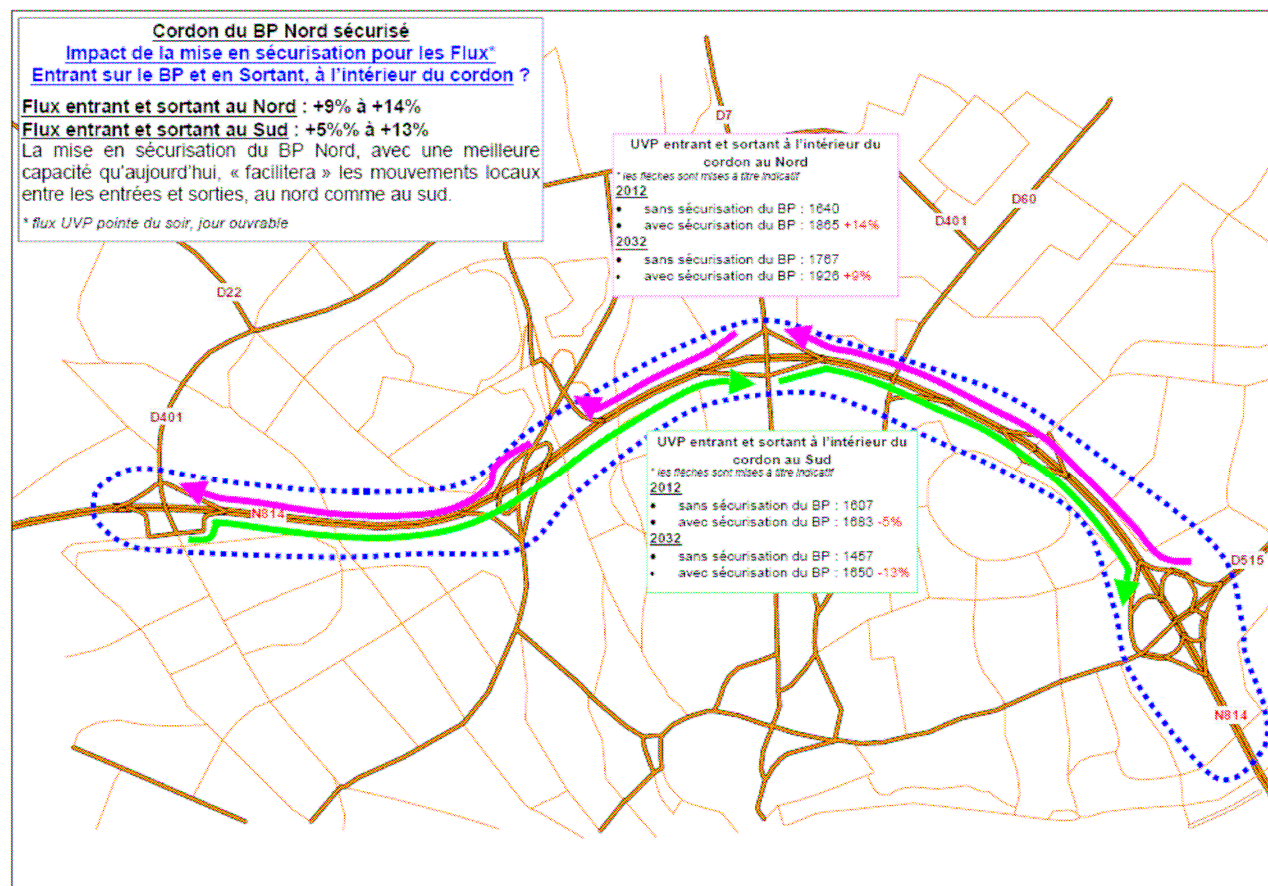 Cordon du BP Nord sécurisé
Impact de la mise en sécurisation pour les Flux*
Entrant sur le BP et en Sortant, à l'intérieur du cordon ?
Flux entrant et sortant au Nord : +9% à +14%
Flux entrant et sortant au Sud : +5%% à +13%
La mise en sécurisation du BP Nord, avec une meilleure
capacité qu'aujourd'hui, « facilitera » les mouvements locaux
entre les entrées et sorties, au nord comme au sud.
* flux UVP pointe du soir, jour ouvrable
D7
UVP entrant et sortant à l'intérieur du
cordon au Nord
* les flèches sont mises à titre indicatif
2012
• sans sécurisation du BP : 1640
• avec sécurisation du BP : 1865 +14%
2032
• sans sécurisation du BP : 1767
• avec sécurisation du BP : 1926 +9%
D60
D401
D22
D401
N814
UVP entrant et sortant à l'intérieur du
cordon au Sud
* les flèches sont mises à titre indicatif
2012
• sans sécurisation du BP : 1607
• avec sécurisation du BP : 1683 -5%
2032
• sans sécurisation du BP : 1457
• avec sécurisation du BP : 1650 -13%
D515
N814